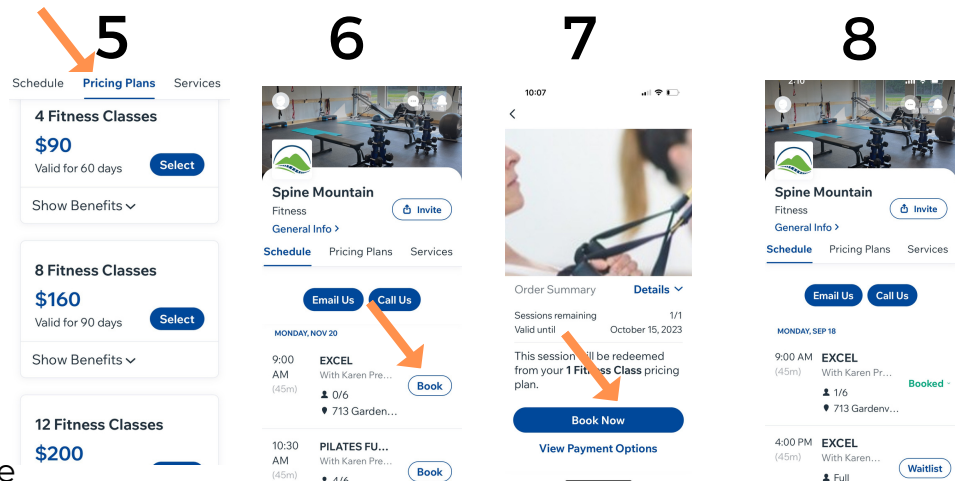 5
Schedule Pricing Plans Services
4 Fitness Classes
$90
Valid for 60 days
Select
Show Benefits
8 Fitness Classes
$160
Valid for 90 days
Select
Show Benefits
12 Fitness Classes
$200
e
6
Spine Mountain
Fitness
Invite
General Info >
Schedule Pricing Plans Services
Email Us Call Us
MONDAY, NOV 20
9:00 AM
(45m)
EXCEL
With Karen Pre...
0/6
713 Garden...
Book
10:30 AM
(45m)
PILATES FU...
With Karen Pre...
4/6
Book
7
10:07
Order Summary Details
Sessions remaining 1/1
Valid until October 15, 2023
This session will be redeemed
from your 1 Fitness Class pricing
plan.
Book Now
View Payment Options
8
2:10
Spine Mountain
Fitness
Invite
General Info >
Schedule Pricing Plans Services
Email Us Call Us
MONDAY, SEP 18
9:00 AM
(45m)
EXCEL
With Karen Pr...
1/6
713 Gardenv...
Booked
4:00 PM
(45m)
EXCEL
With Karen...
Full
Waitlist